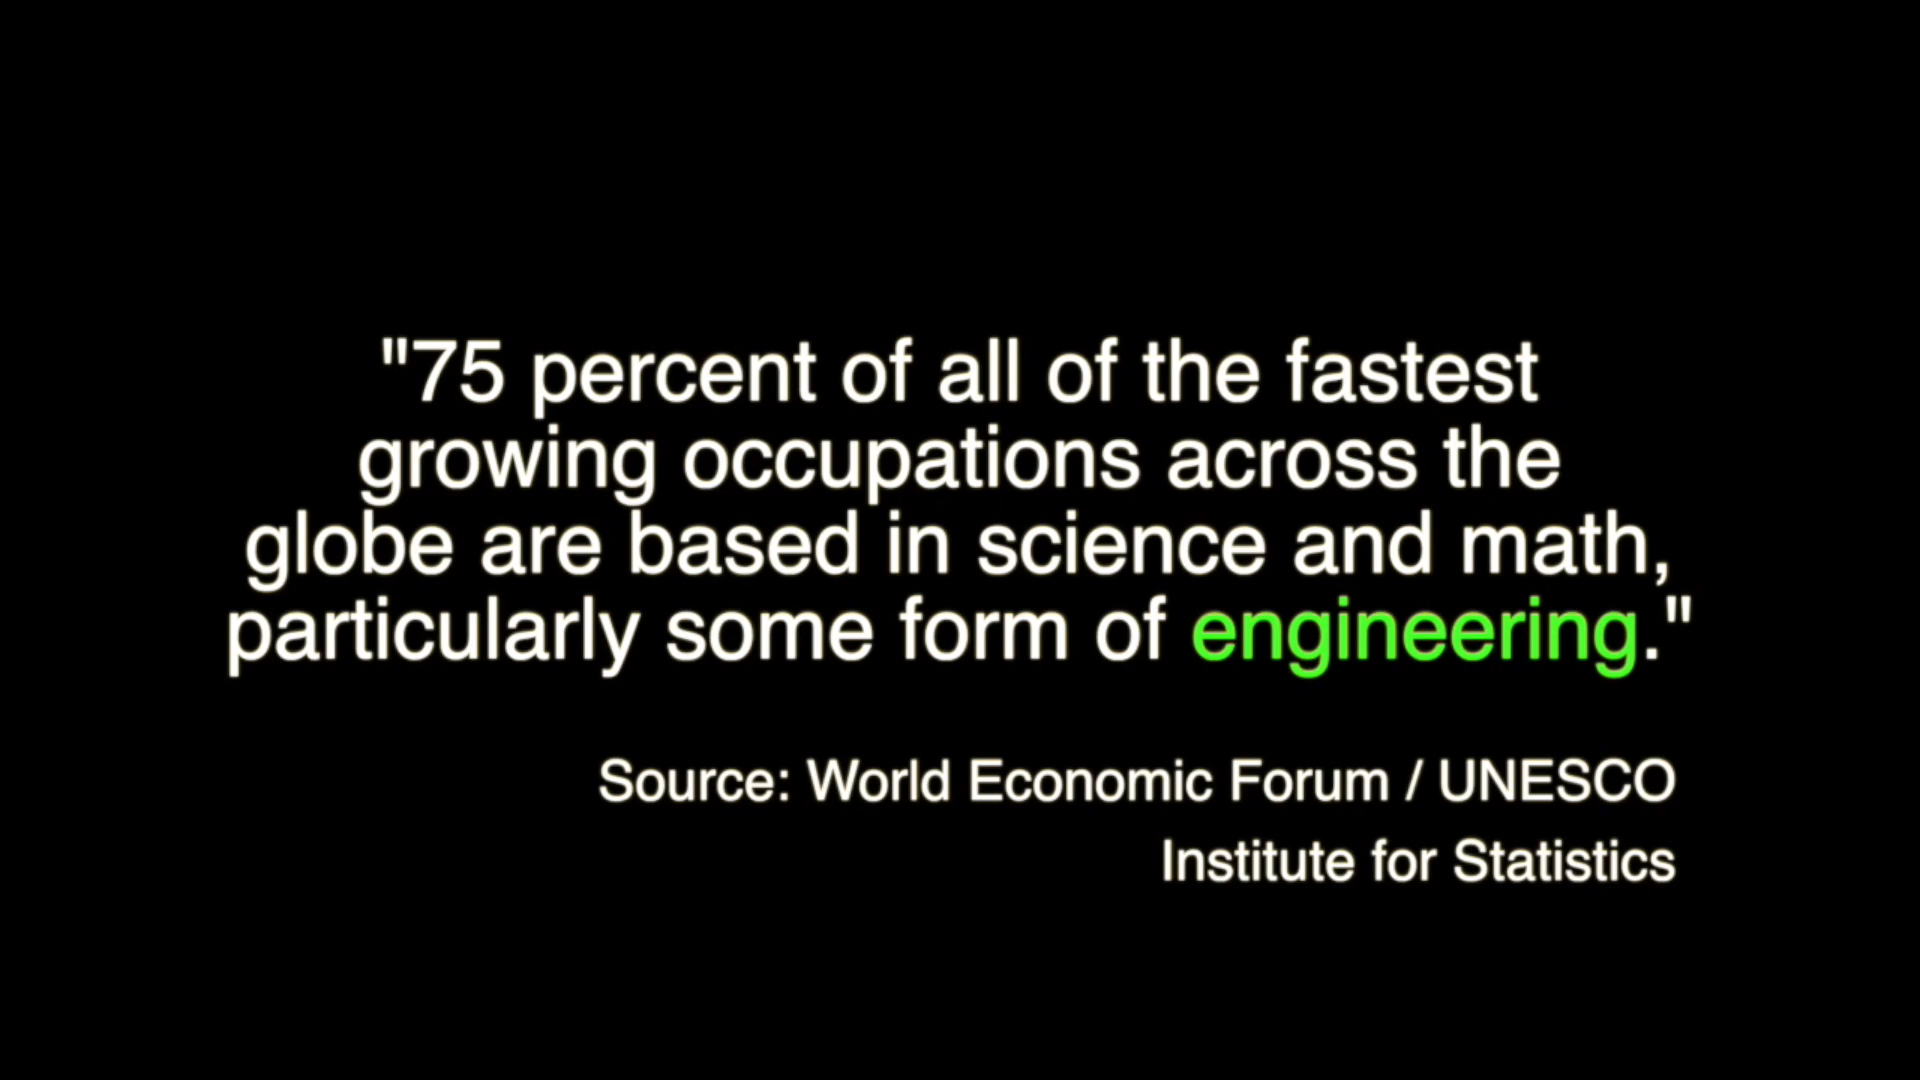 "75 percent of all of the fastest
growing occupations across the
globe are based in science and math,
particularly some form of engineering."
Source: World Economic Forum / UNESCO
Institute for Statistics